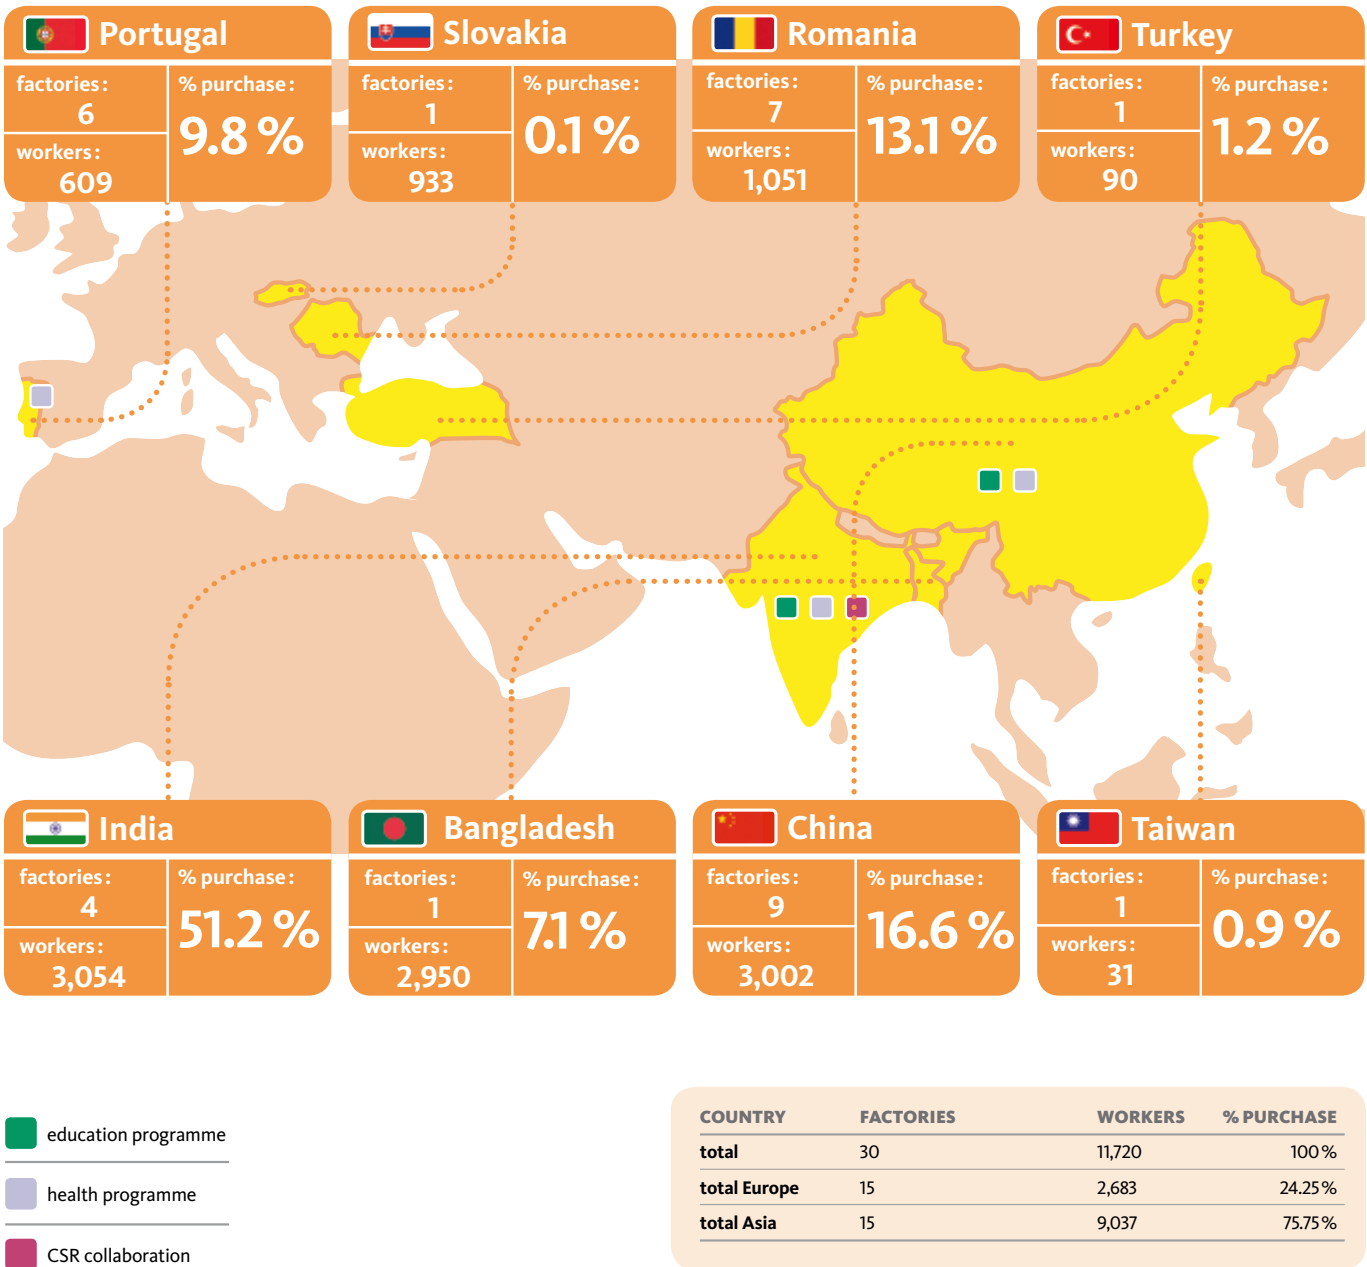 Portugal
factories:
6
workers:
609
% purchase:
9.8 %
Slovakia
factories:
1
workers:
933
% purchase:
0.1 %
Romania
factories:
7
workers:
1,051
% purchase:
13.1 %
Turkey
factories:
1
workers:
90
% purchase:
1.2 %
India
factories:
4
workers:
3,054
% purchase:
51.2 %
Bangladesh
factories:
1
workers:
2,950
% purchase:
7.1 %
China
factories:
9
workers:
3,002
% purchase:
16.6 %
Taiwan
factories:
1
workers:
31
% purchase:
0.9 %
education programme
health programme
CSR collaboration
COUNTRY FACTORIES WORKERS % PURCHASE
total 30 11,720 100 %
total Europe 15 2,683 24.25 %
total Asia 15 9,037 75.75 %